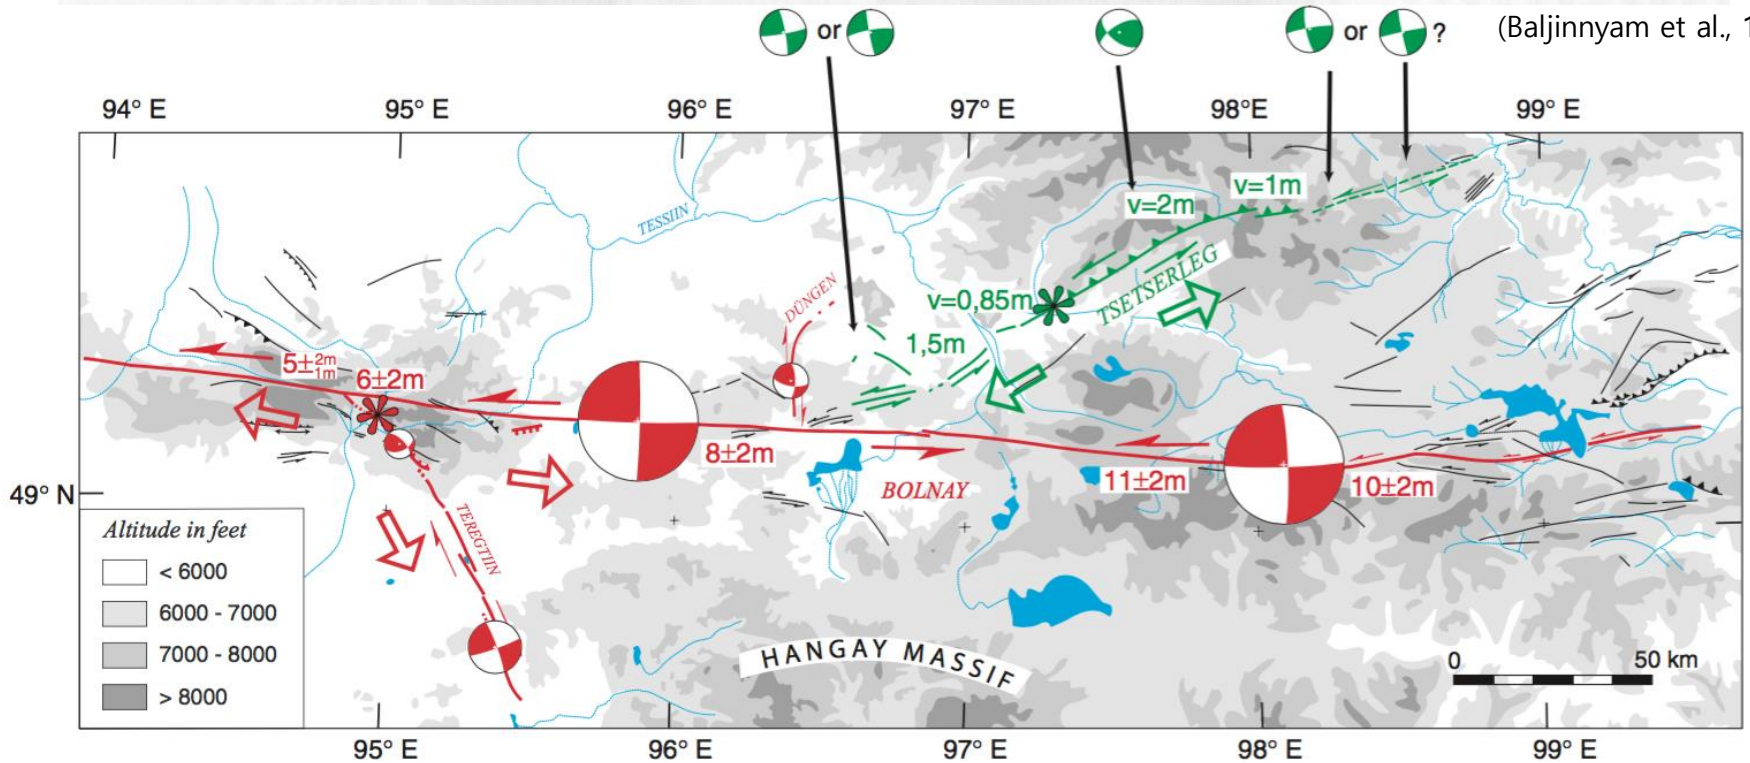 or
or
?
(Baljinnyam et al., 1
94° E
95° E
96° E
97° E
98° E
99° E
TESSIIN
v=1m
v=2m
TSETSERLEG
DÜNGEN
v=0,85m
1,5m
5±2m1m
6±2m
8±2m
11±2m
10±2m
BOLNAY
49° N
TEREGTIIN
Altitude in feet
< 6000
6000 - 7000
7000 - 8000
> 8000
HANGAY MASSIF
0
50 km
95° E
96° E
97° E
98° E
99° E